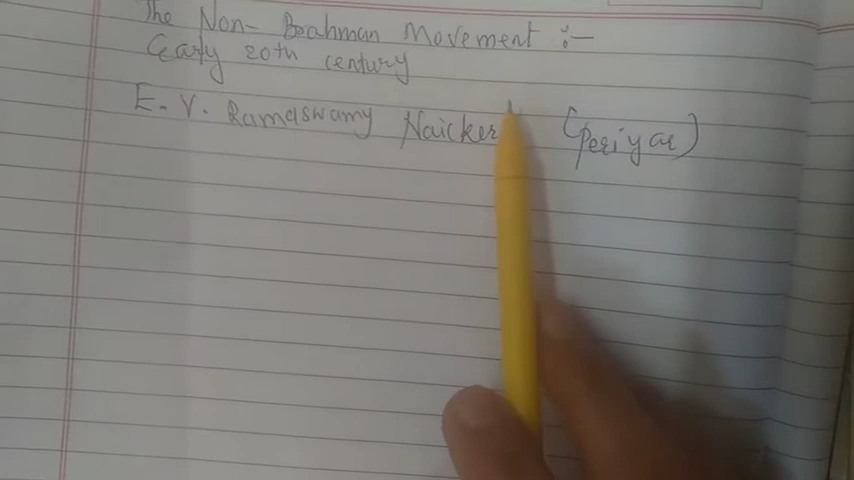 The Non-Brahman Movement :-
Early 20th century
E. V. Ramaswamy Naicker (Periyar)